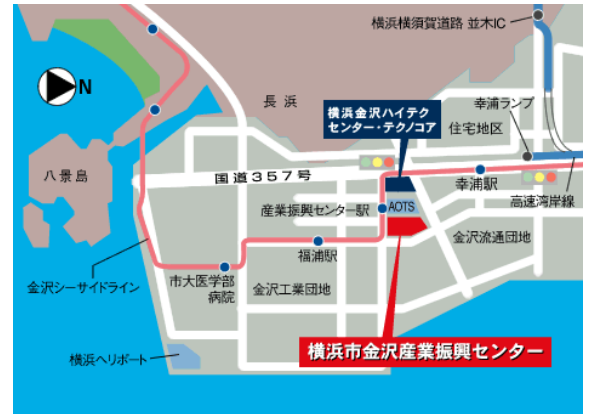 横浜横須賀道路 並木IC
N
長浜
横浜金沢ハイテク
センター・テクノコア
幸浦ランプ
住宅地区
八景島
国道357号
幸浦駅
高速湾岸線
産業振興センター駅
AOTS
金沢流通団地
福浦駅
市大医学部
病院
金沢工業団地
金沢シーサイドライン
横浜ヘリポート
横浜市金沢産業振興センター